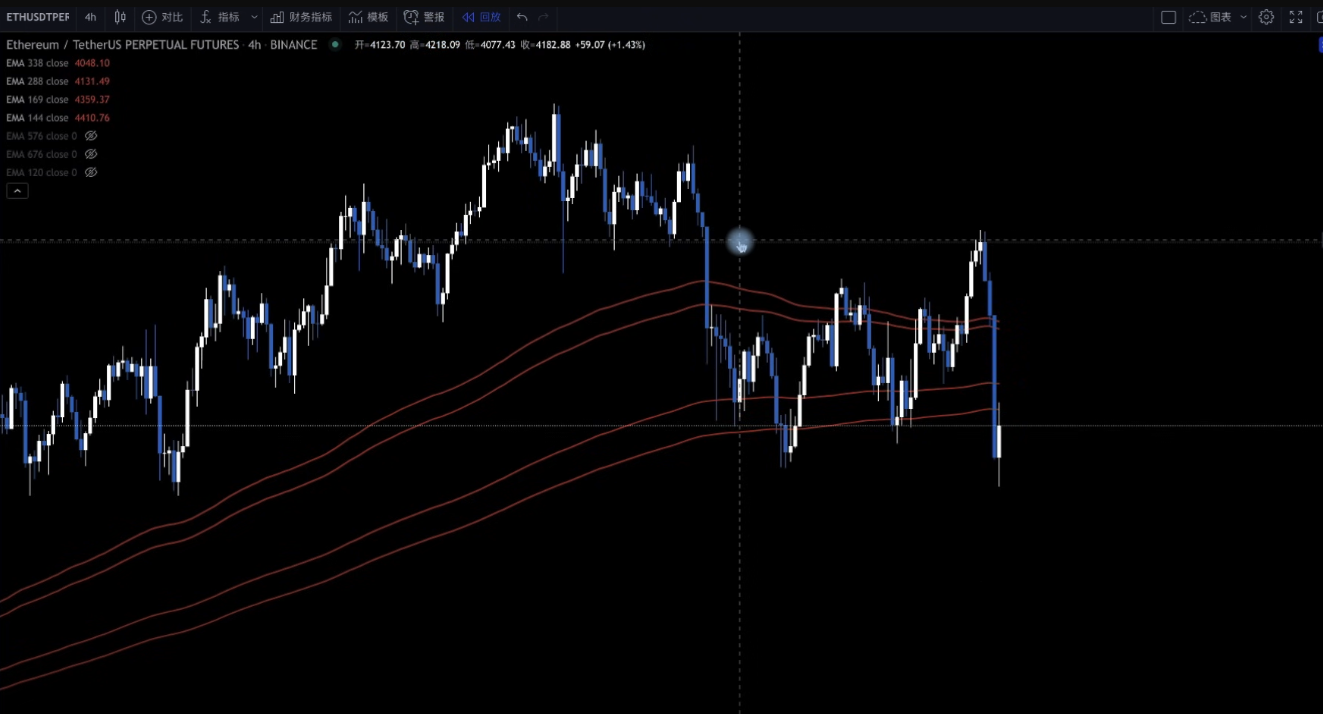 ETHUSDTPER 4h 对比 指标 财务指标 模板 警报 回放 图表
Ethereum / TetherUS PERPETUAL FUTURES · 4h · BINANCE 开=4123.70 高=4218.09 低=4077.43 收=4182.88 +59.07 (+1.43%)
EMA 338 close 4048.10
EMA 288 close 4131.49
EMA 169 close 4359.37
EMA 144 close 4410.76
EMA 576 close 0
EMA 676 close 0
EMA 120 close 0